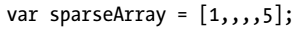 var sparseArray = [1,,,,5];